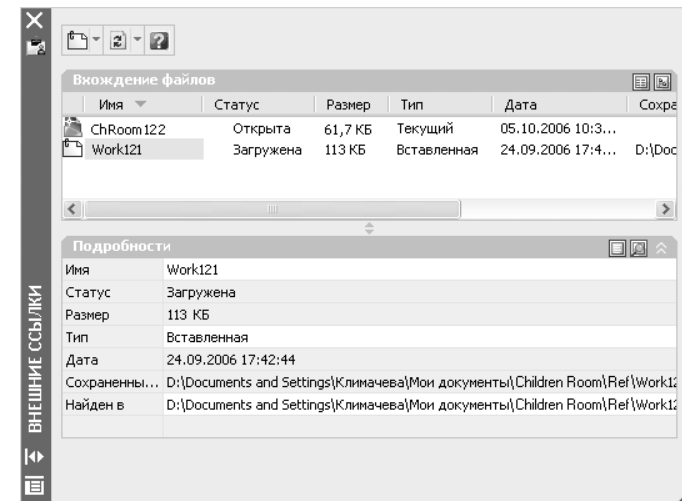 Вхождение файлов
Имя Статус Размер Тип Дата Сохра
ChRoom122 Открыта 61,7 КБ Текущий 05.10.2006 10:3...
Work121 Загружена 113 КБ Вставленная 24.09.2006 17:4... D:\Doc
Подробности
Имя Work121
Статус Загружена
Размер 113 КБ
Тип Вставленная
Дата 24.09.2006 17:42:44
Сохраненны... D:\Documents and Settings\Климачева\Мои документы\Children Room\Ref\Work12
Найден в D:\Documents and Settings\Климачева\Мои документы\Children Room\Ref\Work12
ВНЕШНИЕ ССЫЛКИ